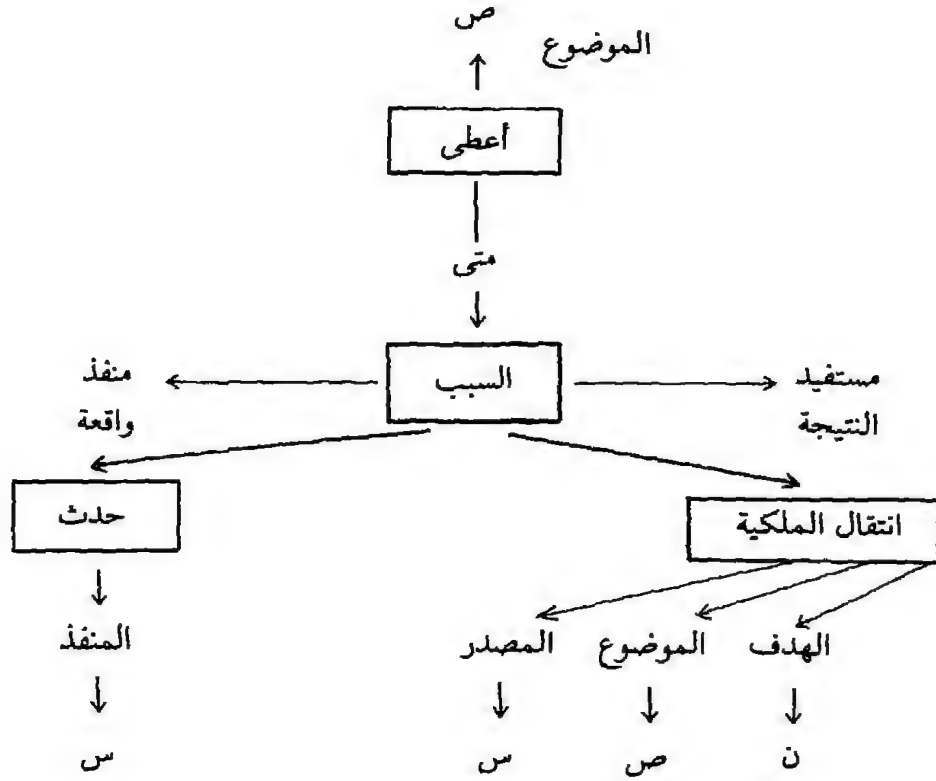 ص
الموضوع
أعطى
متى
مستفيد السبب منفذ
النتيجة واقعة
انتقال الملكية حدث
الهدف الموضوع المصدر المنفذ
ن ص س س